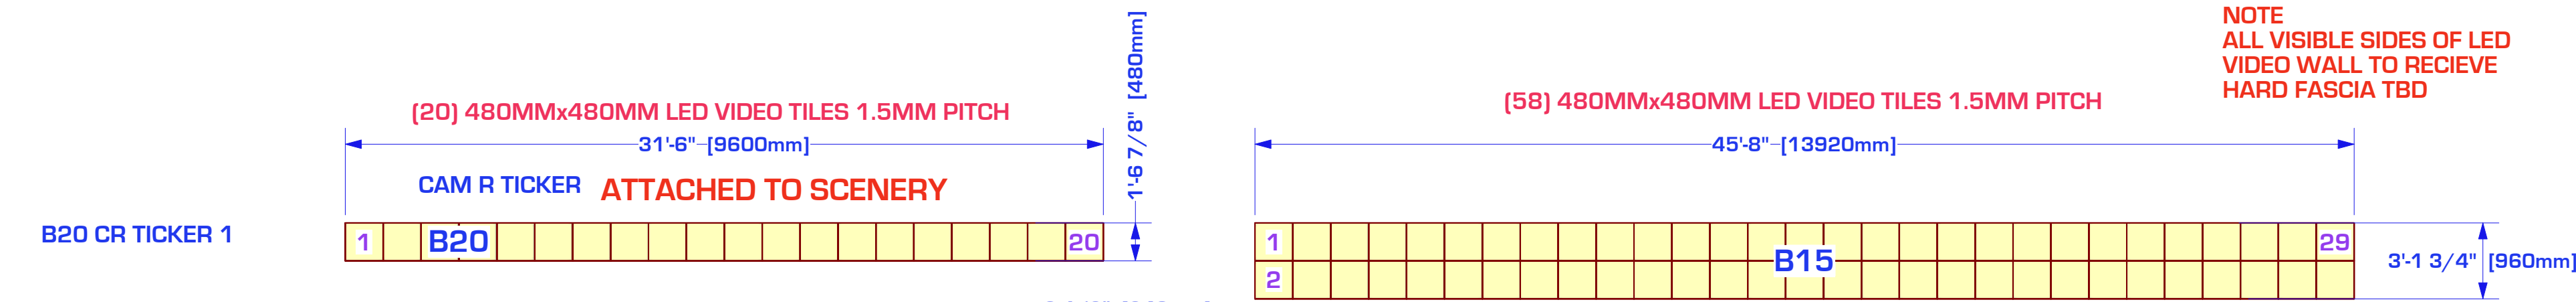 NOTE
ALL VISIBLE SIDES OF LED
VIDEO WALL TO RECIEVE
HARD FASCIA TBD
(20) 480MMx480MM LED VIDEO TILES 1.5MM PITCH
31'-6" [9600mm]
1'-6 7/8" [480mm]
CAM R TICKER
ATTACHED TO SCENERY
B20 CR TICKER 1
1
B20
20
(58) 480MMx480MM LED VIDEO TILES 1.5MM PITCH
45'-8" [13920mm]
1
29
2
B15
3'-1 3/4" [960mm]